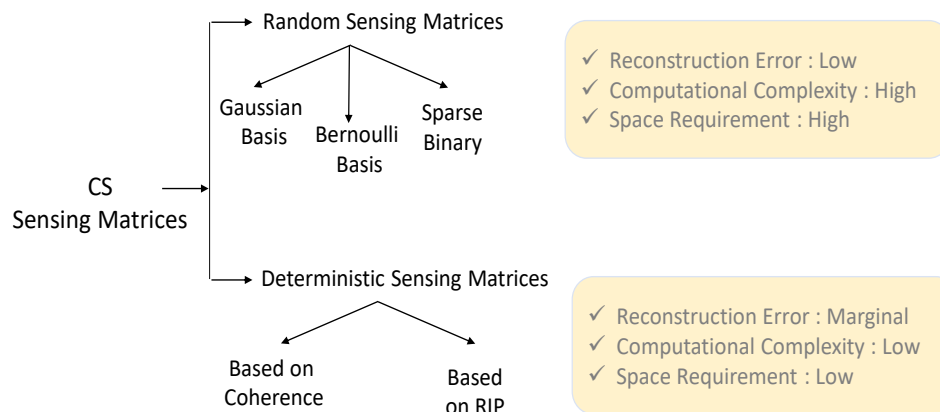 Random Sensing Matrices
Gaussian
Basis
Bernoulli
Basis
Sparse
Binary
✓ Reconstruction Error : Low
✓ Computational Complexity : High
✓ Space Requirement : High
CS
Sensing Matrices
Deterministic Sensing Matrices
Based on
Coherence
Based
on RIP
✓ Reconstruction Error : Marginal
✓ Computational Complexity : Low
✓ Space Requirement : Low